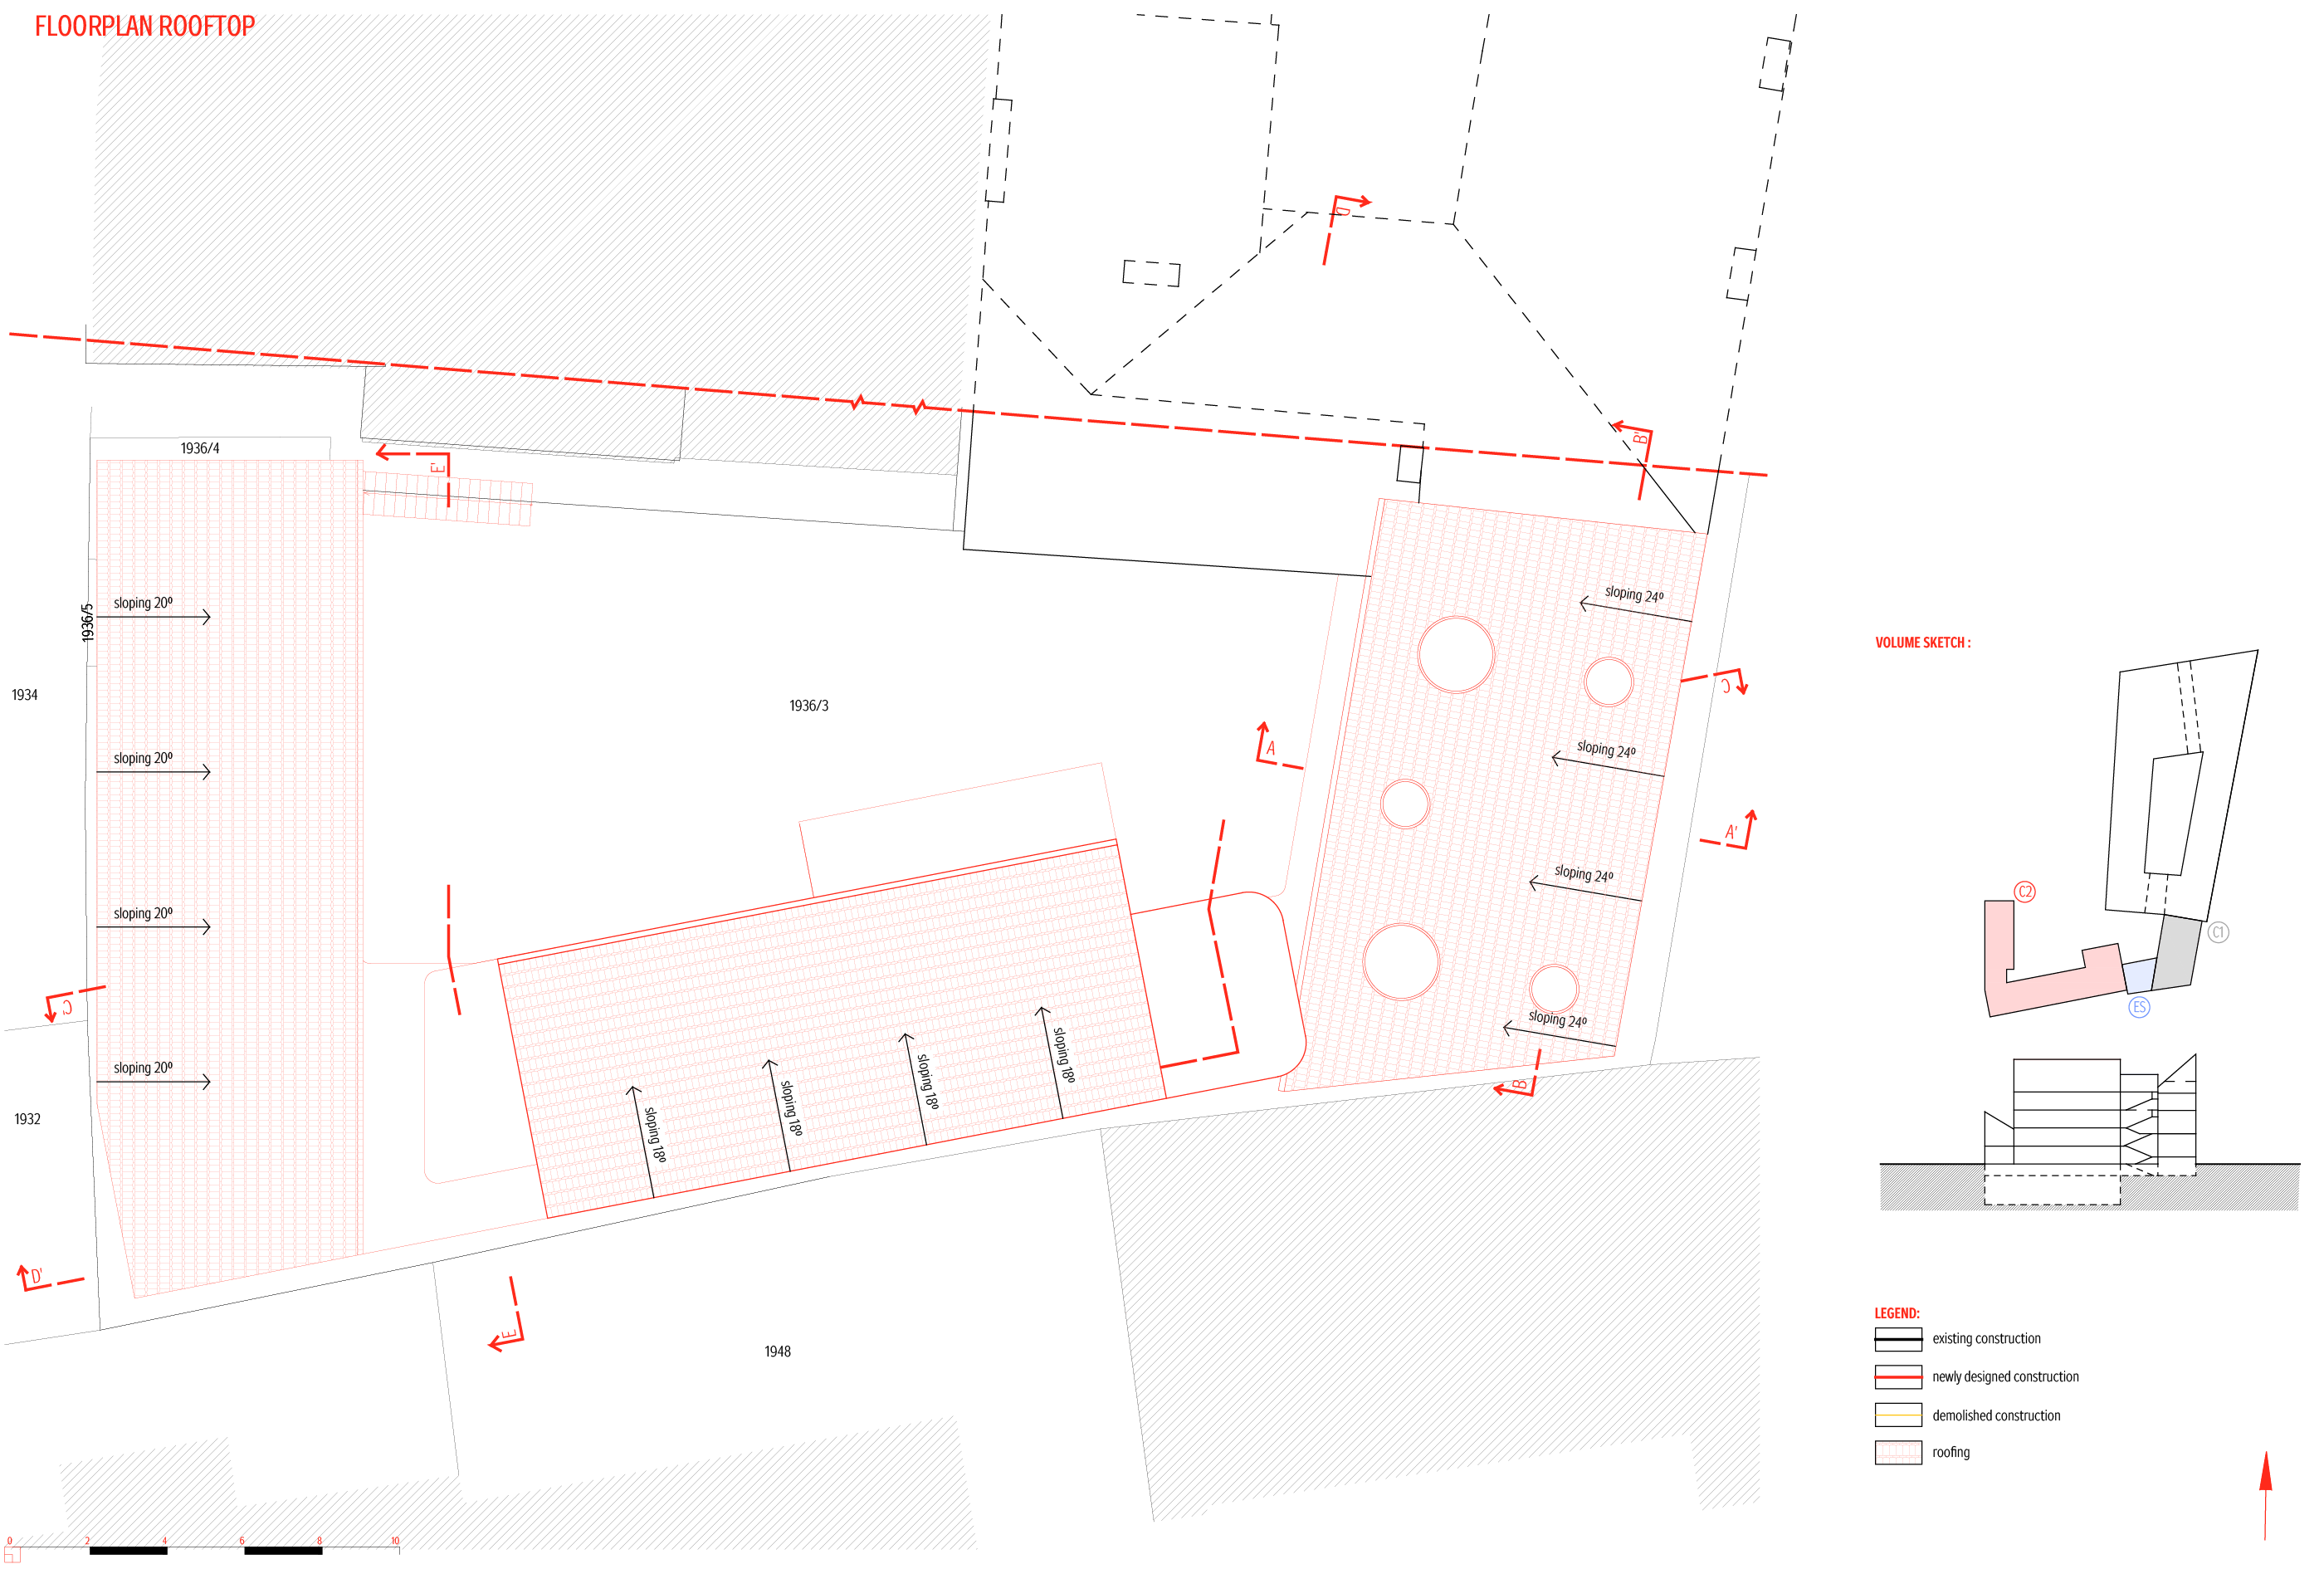 FLOORPLAN ROOFTOP
D
B'
1936/4
E'
1936/5
sloping 20º
sloping 24º
C
VOLUME SKETCH :
1934
1936/3
A
sloping 20º
sloping 24º
A'
sloping 24º
C2
C1
sloping 20º
C'
ES
sloping 24º
sloping 20º
sloping 18º
sloping 18º
sloping 18º
sloping 18º
B
1932
D'
E
1948
LEGEND:
existing construction
newly designed construction
demolished construction
roofing
0 2 4 6 8 10